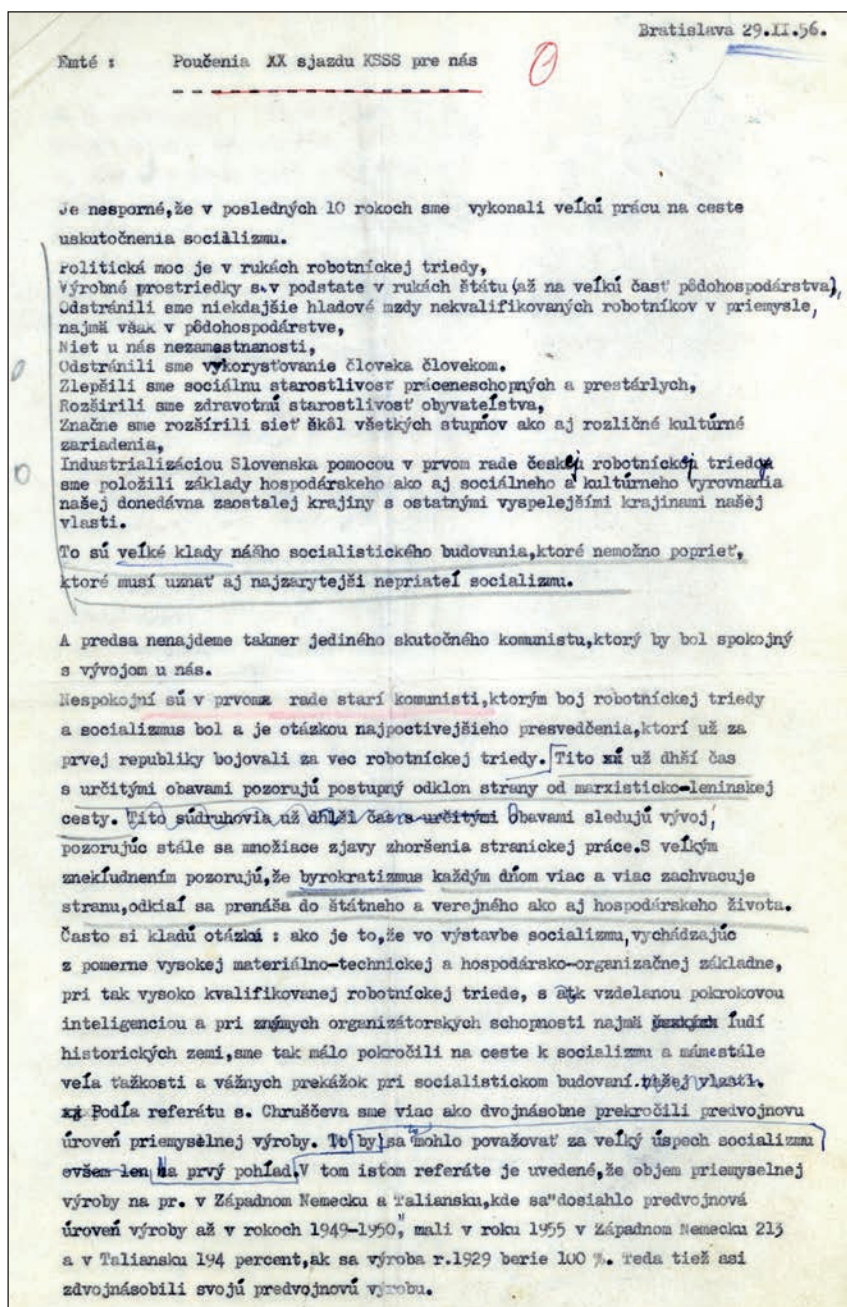 Bratislava 29.II.56.
Emté : Poučenia XX sjazdu KSSS pre nás
Je nesporné,že v posledných 10 rokoch sme vykonali veľkú prácu na ceste
uskutočnenia sociálizmu.
Politická moc je v rukách robotníckej triedy,
Výrobné prostriedky sú v podstate v rukách štátu (až na veľkú časť pôdohospodárstva),
Odstránili sme niekdajšie hladové mzdy nekvalifikovaných robotníkov v priemysle,
najmä však v pôdohospodárstve,
Niet u nás nezamestnanosti,
Odstránili sme vykorysťovanie človeka človekom.
Zlepšili sme sociálnu starostlivosť práceneschopných a prestárlych,
Rozšírili sme zdravotnú starostlivosť obyvateľstva,
Značne sme rozšírili sieť škôl všetkých stupňov ako aj rozličné kultúrné
zariadenia,
Industrializáciou Slovenska pomocou v prvom rade českej robotníckej triedy
sme položili základy hospodárskeho ako aj sociálneho a kultúrneho vyrovnania
našej donedávna zaostalej krajiny s ostatnými vyspelejšími krajinami našej
vlasti.
To sú veľké klady nášho socialistického budovania,ktoré nemožno poprieť,
ktoré musí uznať aj najzarytejši nepriateľ socializmu.
A predsa nenajdeme takmer jediného skutočného komunistu,ktorý by bol spokojný
s vývojom u nás.
Nespokojní sú v prvom rade starí komunisti,ktorým boj robotníckej triedy
a socializmus bol a je otázkou najpoctivejšieho presvedčenia,ktorí už za
prvej republiky bojovali za vec robotníckej triedy. Tito už dhší čas
s určitými obavami pozorujú postupný odklon strany od marxisticko-leninskej
cesty. Tito súdruhovia už dhlši čas s určitými obavami sledujú vývoj,
pozorujúc stále sa množiace zjavy zhoršenia stranickej práce.S veľkým
znekľudnením pozorujú,že byrokratizmus každým dňom viac a viac zachvacuje
stranu,odkiaľ sa prenáša do štátneho a verejného ako aj hospodárskeho života.
Často si kladú otázku : ako je to,že vo výstavbe socializmu,vychádzajúc
z pomerne vysokej materiálno-technickej a hospodársko-organizačnej základne,
pri tak vysoko kvalifikovanej robotníckej triede, s atk vzdelanou pokrokovou
inteligenciou a pri známych organizátorských schopnosti najmä ľudí
historických zemi,sme tak málo pokročili na ceste k socializmu a máme stále
veľa ťažkosti a vážnych prekážok pri socialistickom budovaní. našej vlasti.
Podľa referátu s. Chruščeva sme viac ako dvojnásobne prekročili predvojnovu
úroveň priemyselnej výroby. To by sa mohlo považovať za veľký úspech socializmu
ovšem len na prvý pohľad. V tom istom referáte je uvedené,že objem priemyselnej
výroby na pr. v Západnom Nemecku a Taliansku,kde sa"dosiahlo predvojnová
úroveň výroby až v rokoch 1949-1950", mali v roku 1955 v Západnom Nemecku 213
a v Taliansku 194 percent,ak sa výroba r.1929 berie 100 %. Teda tiež asi
zdvojnásobili svojú predvojnovú výrobu.